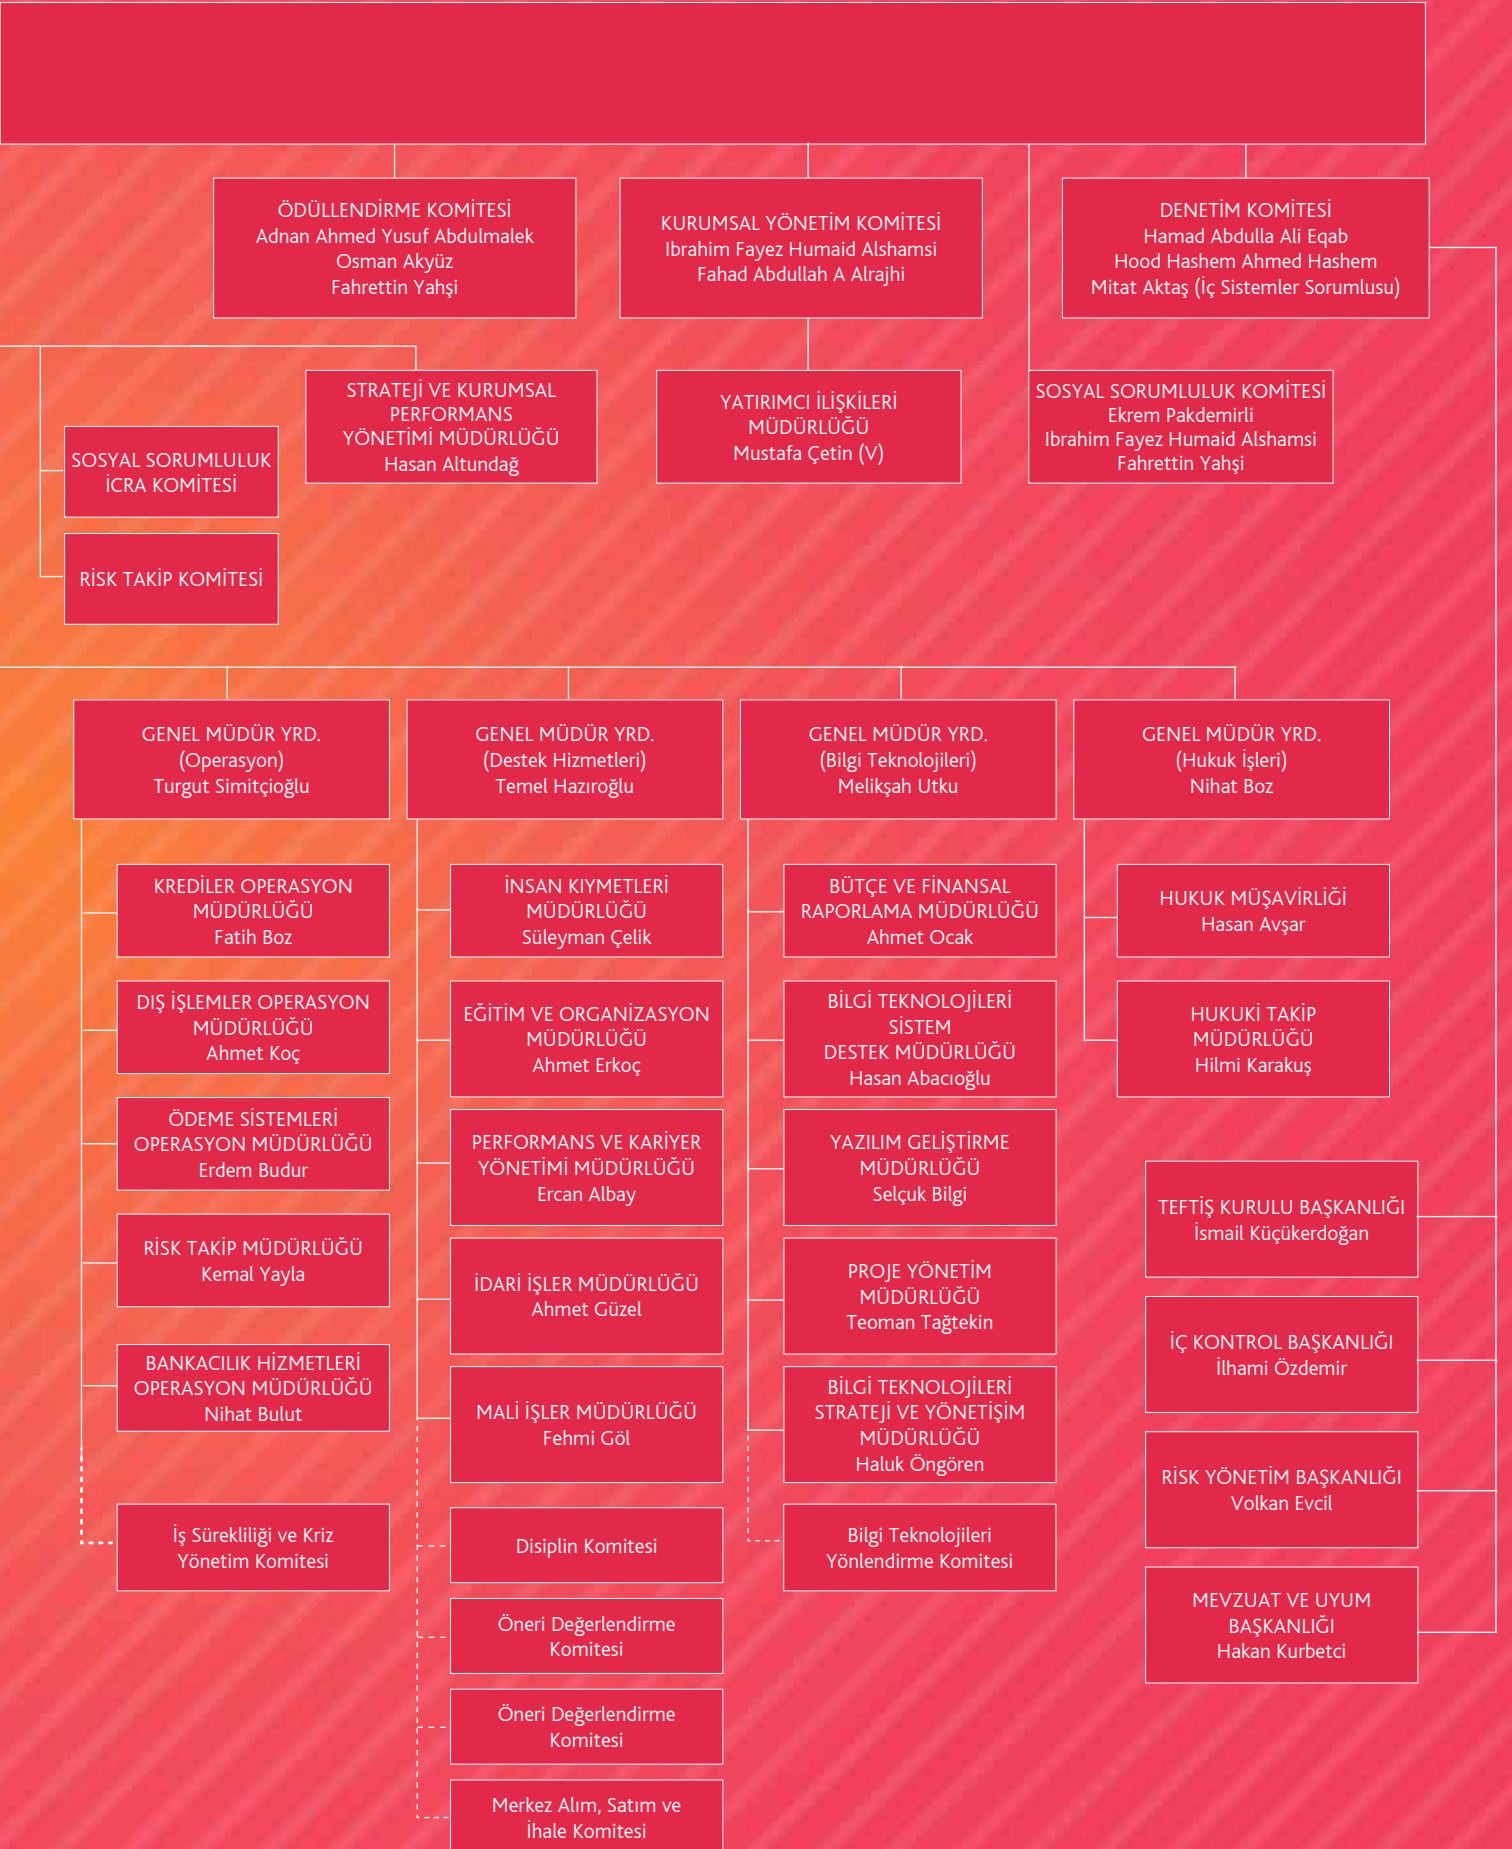 ÖDÜLLENDİRME KOMİTESİ
Adnan Ahmed Yusuf Abdulmalek
Osman Akyüz
Fahrettin Yahşi
KURUMSAL YÖNETİM KOMİTESİ
Ibrahim Fayez Humaid Alshamsi
Fahad Abdullah A Alrajhi
DENETİM KOMİTESİ
Hamad Abdulla Ali Eqab
Hood Hashem Ahmed Hashem
Mitat Aktaş (İç Sistemler Sorumlusu)
STRATEJİ VE KURUMSAL
PERFORMANS
YÖNETİMİ MÜDÜRLÜĞÜ
Hasan Altundağ
YATIRIMCI İLİŞKİLERİ
MÜDÜRLÜĞÜ
Mustafa Çetin (V)
SOSYAL SORUMLULUK KOMİTESİ
Ekrem Pakdemirli
Ibrahim Fayez Humaid Alshamsi
Fahrettin Yahşi
SOSYAL SORUMLULUK
İCRA KOMİTESİ
RİSK TAKİP KOMİTESİ
GENEL MÜDÜR YRD.
(Operasyon)
Turgut Simitçioğlu
GENEL MÜDÜR YRD.
(Destek Hizmetleri)
Temel Hazıroğlu
GENEL MÜDÜR YRD.
(Bilgi Teknolojileri)
Melikşah Utku
GENEL MÜDÜR YRD.
(Hukuk İşleri)
Nihat Boz
KREDİLER OPERASYON
MÜDÜRLÜĞÜ
Fatih Boz
DIŞ İŞLEMLER OPERASYON
MÜDÜRLÜĞÜ
Ahmet Koç
ÖDEME SİSTEMLERİ
OPERASYON MÜDÜRLÜĞÜ
Erdem Budur
RİSK TAKİP MÜDÜRLÜĞÜ
Kemal Yayla
BANKACILIK HİZMETLERİ
OPERASYON MÜDÜRLÜĞÜ
Nihat Bulut
İş Sürekliliği ve Kriz
Yönetim Komitesi
İNSAN KIYMETLERİ
MÜDÜRLÜĞÜ
Süleyman Çelik
EĞİTİM VE ORGANİZASYON
MÜDÜRLÜĞÜ
Ahmet Erkoç
PERFORMANS VE KARİYER
YÖNETİMİ MÜDÜRLÜĞÜ
Ercan Albay
İDARİ İŞLER MÜDÜRLÜĞÜ
Ahmet Güzel
MALİ İŞLER MÜDÜRLÜĞÜ
Fehmi Göl
Disiplin Komitesi
Öneri Değerlendirme
Komitesi
Öneri Değerlendirme
Komitesi
Merkez Alım, Satım ve
İhale Komitesi
BÜTÇE VE FİNANSAL
RAPORLAMA MÜDÜRLÜĞÜ
Ahmet Ocak
BİLGİ TEKNOLOJİLERİ
SİSTEM
DESTEK MÜDÜRLÜĞÜ
Hasan Abacıoğlu
YAZILIM GELİŞTİRME
MÜDÜRLÜĞÜ
Selçuk Bilgi
PROJE YÖNETİM
MÜDÜRLÜĞÜ
Teoman Tağtekin
BİLGİ TEKNOLOJİLERİ
STRATEJİ VE YÖNETİŞİM
MÜDÜRLÜĞÜ
Haluk Öngören
Bilgi Teknolojileri
Yönlendirme Komitesi
HUKUK MÜŞAVİRLİĞİ
Hasan Avşar
HUKUKİ TAKİP
MÜDÜRLÜĞÜ
Hilmi Karakuş
TEFTİŞ KURULU BAŞKANLIĞI
İsmail Küçükerdoğan
İÇ KONTROL BAŞKANLIĞI
İlhami Özdemir
RİSK YÖNETİM BAŞKANLIĞI
Volkan Evcil
MEVZUAT VE UYUM
BAŞKANLIĞI
Hakan Kurbetci